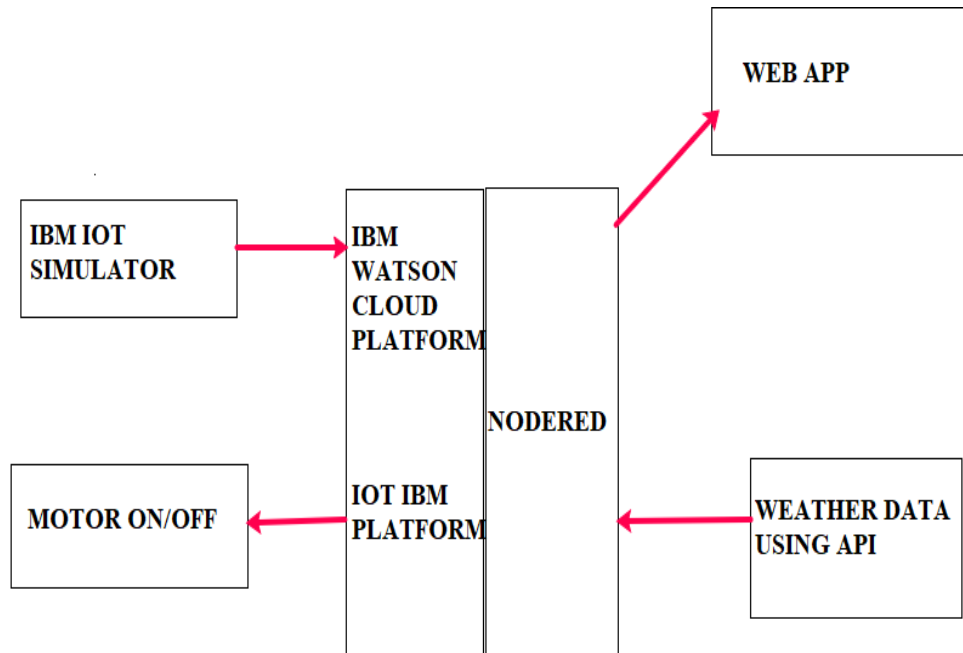 WEB APP
IBM IOT
SIMULATOR
IBM
WATSON
CLOUD
PLATFORM
NODERED
MOTOR ON/OFF
IOT IBM
PLATFORM
WEATHER DATA
USING API